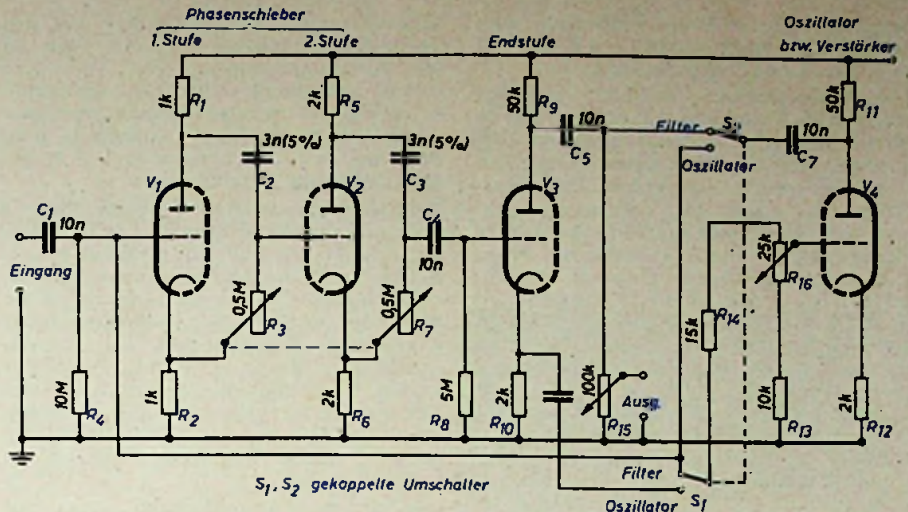 Phasenschieber
1. Stufe
2. Stufe
Endstufe
Oszillator
bzw. Verstärker
1k
R1
2k
R5
50k
R9
50k
R11
10n
C5
Filter
S2
Oszillator
10n
C7
3n(5%)
C2
3n(5%)
C3
V1
V2
V3
V4
C1
10n
C4
10n
Eingang
0,5M
R3
0,5M
R7
25k
R16
15k
R14
10M
R4
1k
R2
2k
R6
5M
R8
2k
R10
100k
R15
Ausg.
10k
R13
2k
R12
S1, S2 gekoppelte Umschalter
Filter
Oszillator
S1